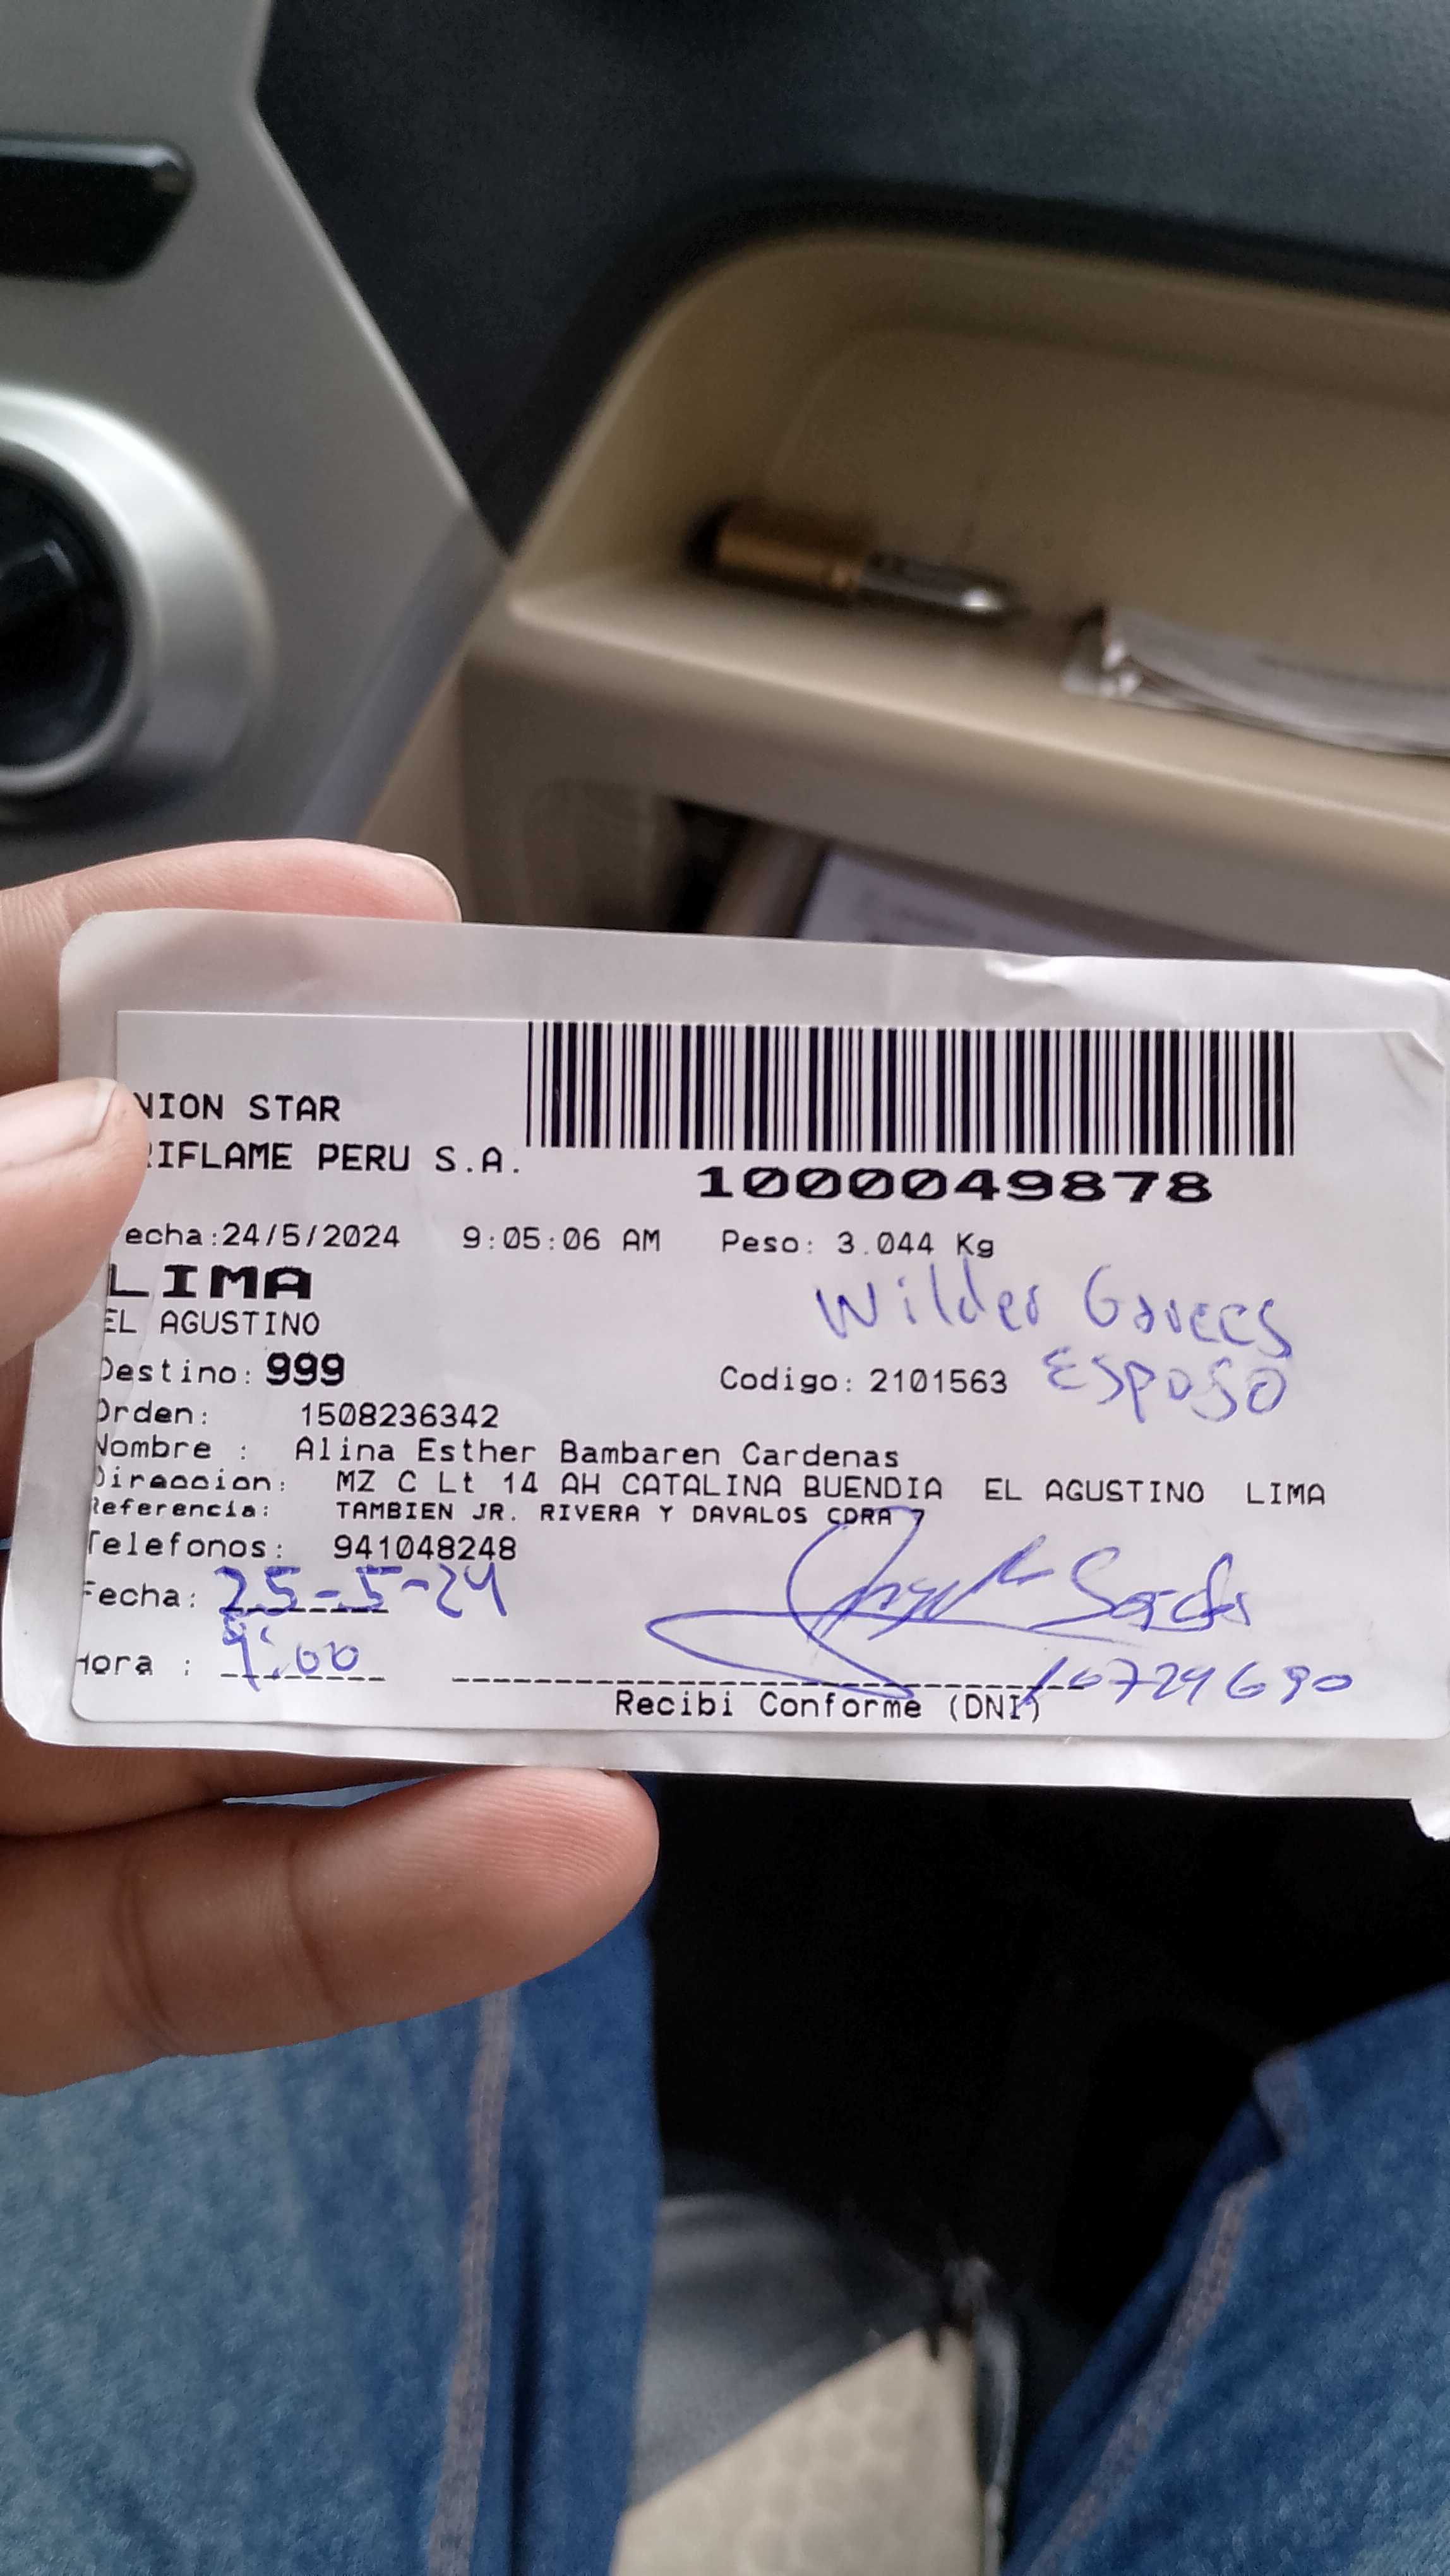 NION STAR
RIFLAME PERU S.A.
1000049878
echa:24/5/2024 9:05:06 AM Peso: 3.044 Kg
LIMA
EL AGUSTINO
Wilder
Esposo
Destino: 999 Codigo: 2101563
Orden: 1508236342
Nombre : Alina Esther Bambaren Cardenas
Direccion: MZ C Lt 14 AH CATALINA BUENDIA EL AGUSTINO LIMA
Referencia: TAMBIEN JR. RIVERA Y DAVALOS CDRA 7
Telefonos: 941048248
Fecha: 25-5-24
Hora : 9:00
Recibi Conforme (DNI) 10729690